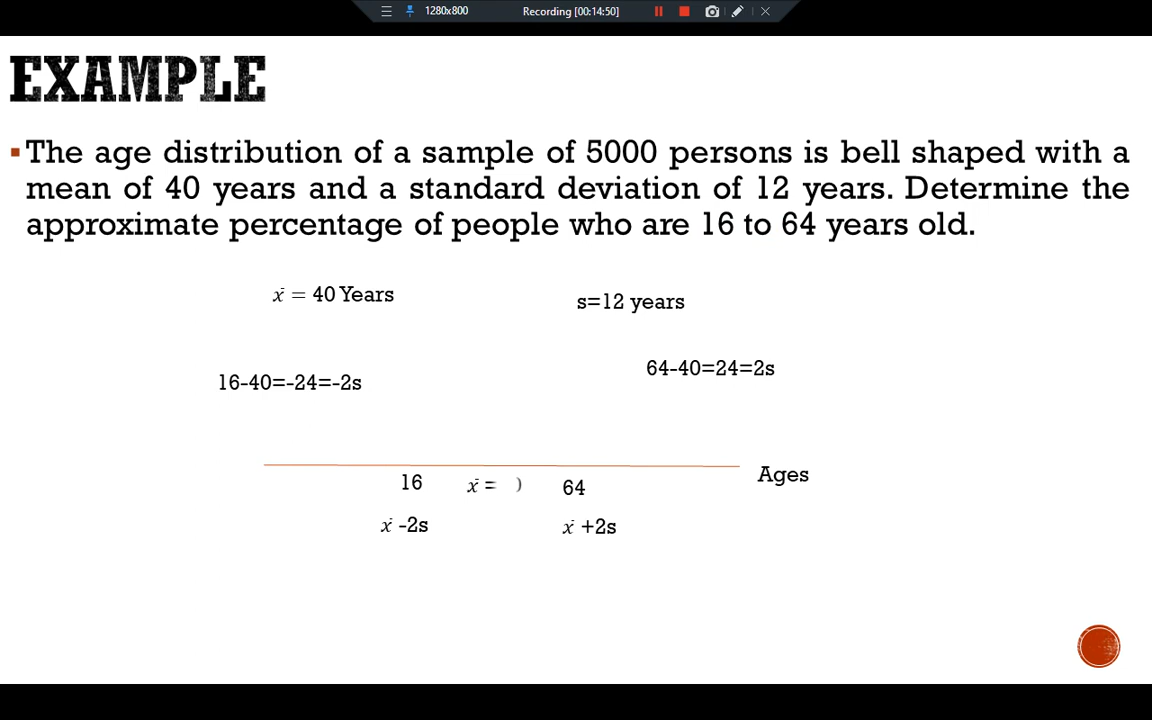 1280x800
Recording [00:14:50]
EXAMPLE
The age distribution of a sample of 5000 persons is bell shaped with a
mean of 40 years and a standard deviation of 12 years. Determine the
approximate percentage of people who are 16 to 64 years old.
x̄ = 40 Years
s=12 years
64-40=24=2s
16-40=-24=-2s
Ages
16
x̄ =
64
x̄ -2s
x̄ +2s